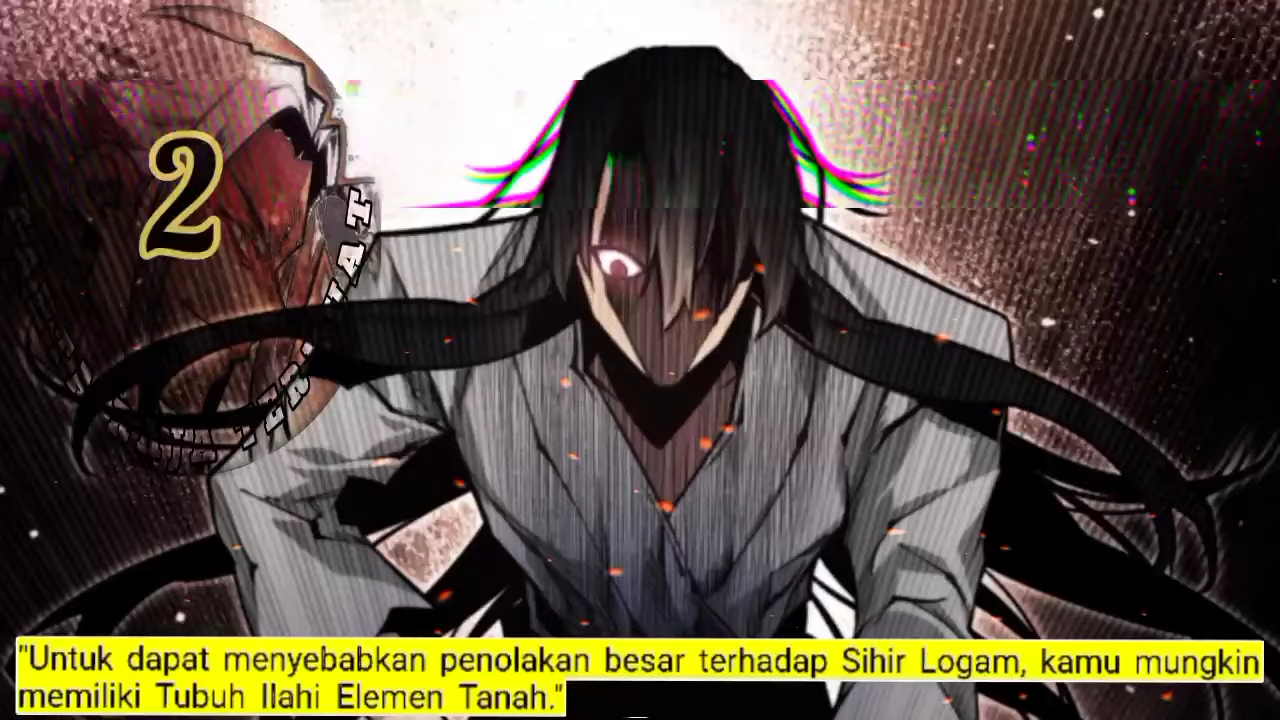 2
"Untuk dapat menyebabkan penolakan besar terhadap Sihir Logam, kamu mungkin
memiliki Tubuh Ilahi Elemen Tanah."